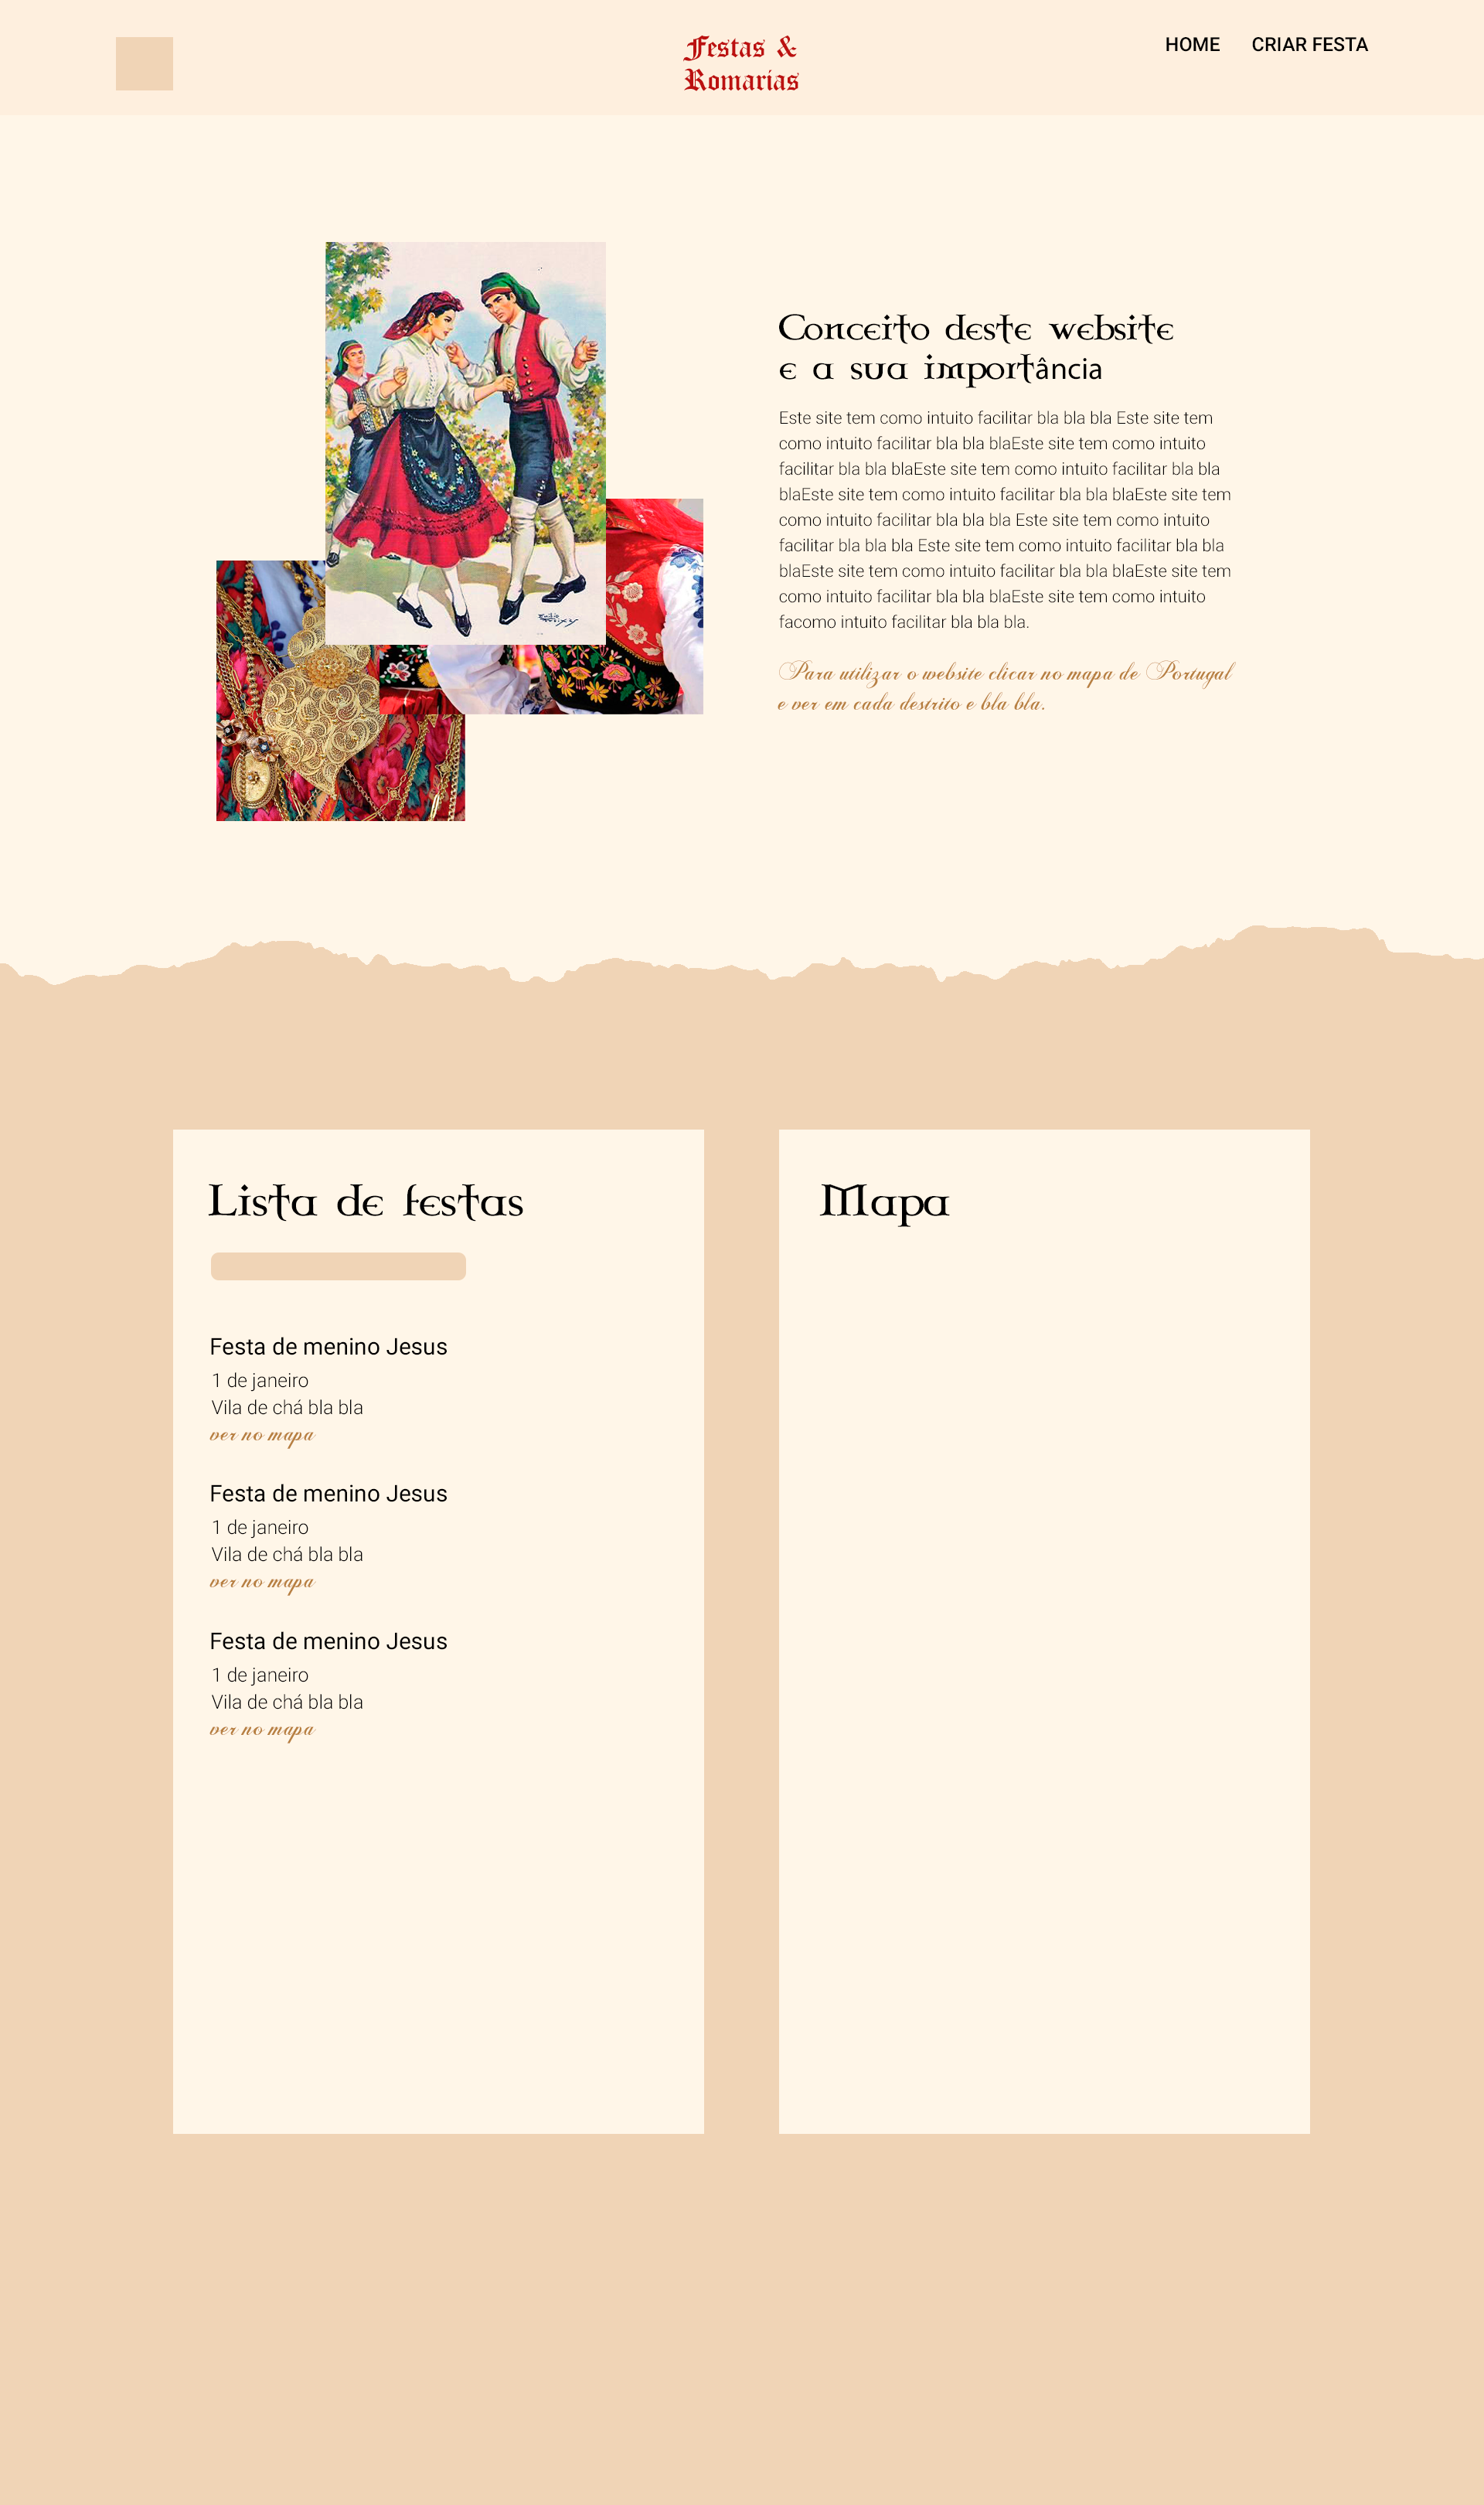 Festas &
Romarias
HOME CRIAR FESTA
Conceito deste website
e a sua importância
Este site tem como intuito facilitar bla bla bla Este site tem
como intuito facilitar bla bla blaEste site tem como intuito
facilitar bla bla blaEste site tem como intuito facilitar bla bla
blaEste site tem como intuito facilitar bla bla blaEste site tem
como intuito facilitar bla bla bla Este site tem como intuito
facilitar bla bla bla Este site tem como intuito facilitar bla bla
blaEste site tem como intuito facilitar bla bla blaEste site tem
como intuito facilitar bla bla blaEste site tem como intuito
facomo intuito facilitar bla bla bla.
Para utilizar o website clicar no mapa de Portugal
e ver em cada destrito e bla bla.
Lista de festas
Festa de menino Jesus
1 de janeiro
Vila de chá bla bla
ver no mapa
Festa de menino Jesus
1 de janeiro
Vila de chá bla bla
ver no mapa
Festa de menino Jesus
1 de janeiro
Vila de chá bla bla
ver no mapa
Mapa